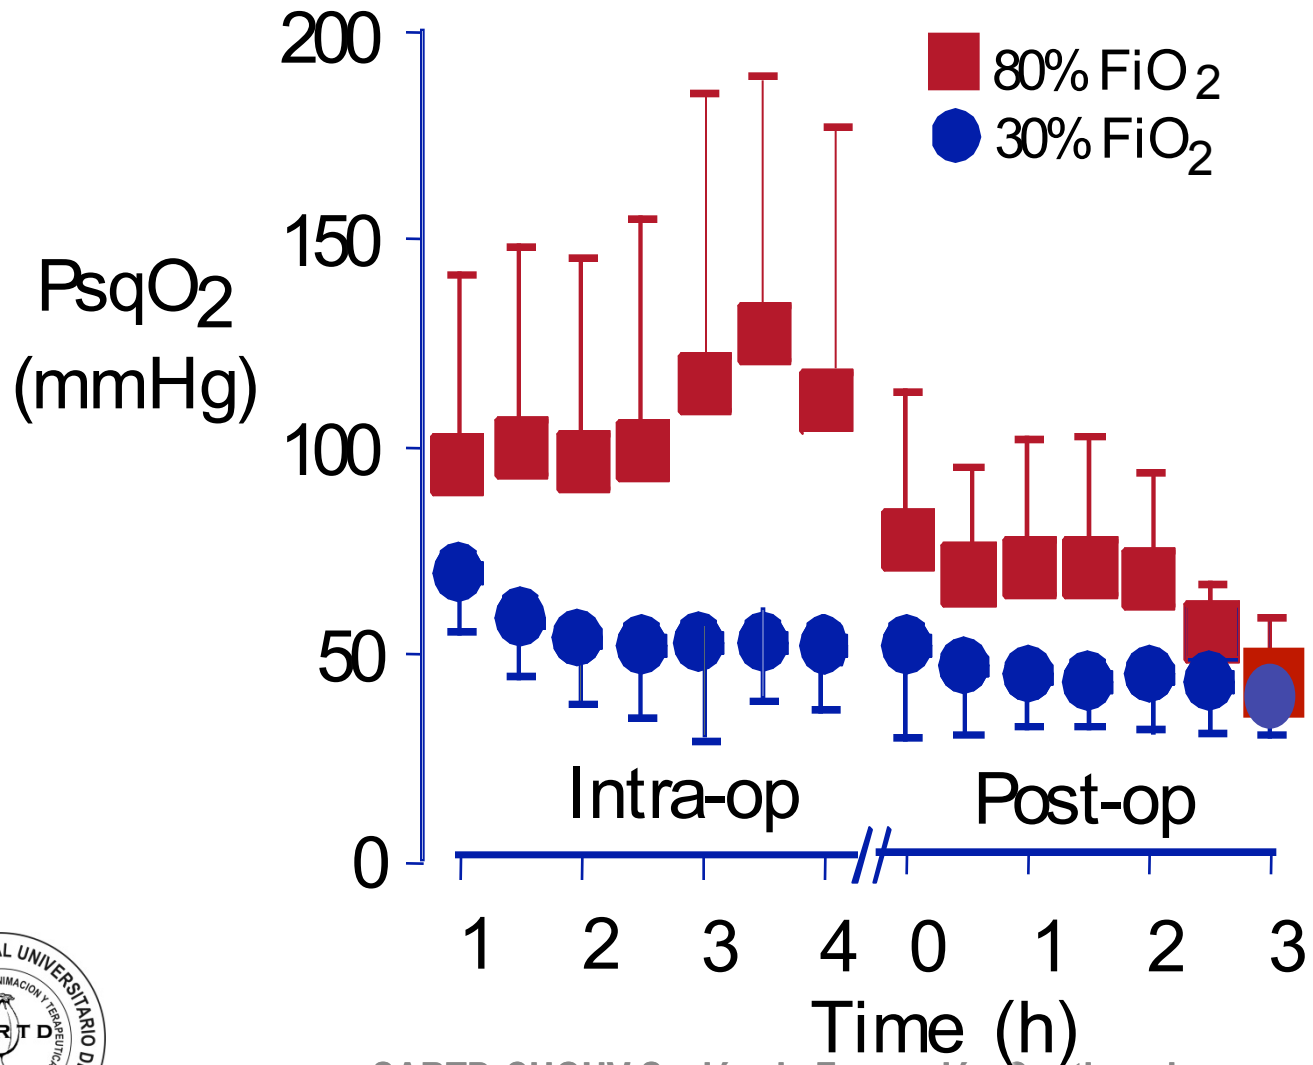 200
150
100
50
0
PsqO2
(mmHg)
80% FiO2
30% FiO2
Intra-op
Post-op
1 2 3 4 0 1 2 3
Time (h)
UNIVERSITARIO